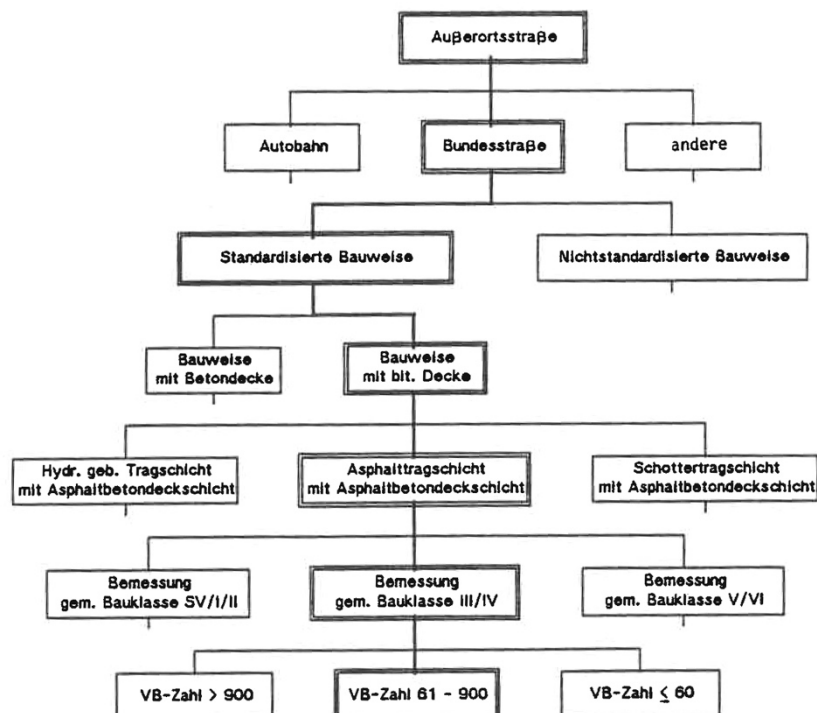 Außerortsstraße
Autobahn
Bundesstraße
andere
Standardisierte Bauweise
Nichtstandardisierte Bauweise
Bauweise
mit Betondecke
Bauweise
mit bit. Decke
Hydr. geb. Tragschicht
mit Asphaltbetondeckschicht
Asphalttragschicht
mit Asphaltbetondeckschicht
Schottertragschicht
mit Asphaltbetondeckschicht
Bemessung
gem. Bauklasse SV/I/II
Bemessung
gem. Bauklasse III/IV
Bemessung
gem. Bauklasse V/VI
VB-Zahl > 900
VB-Zahl 61 - 900
VB-Zahl ≤ 60